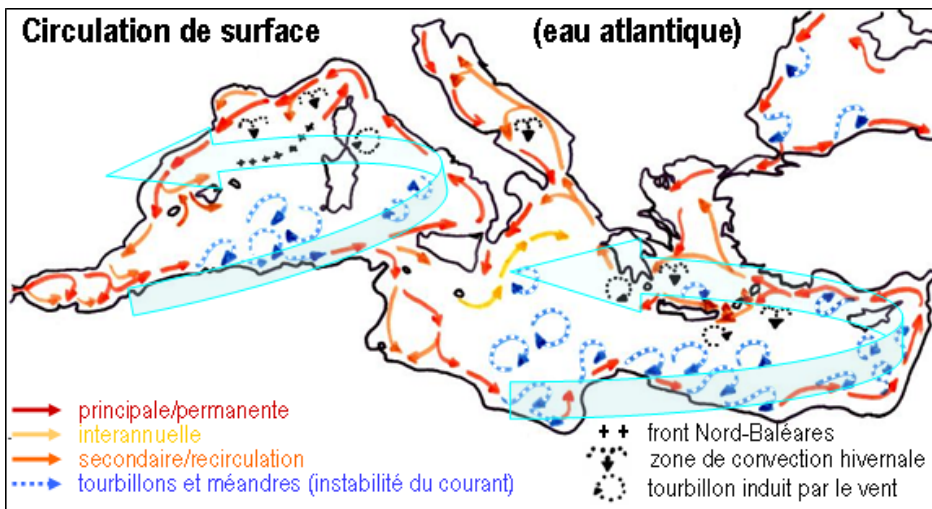 Circulation de surface (eau atlantique)
principale/permanente
interannuelle
secondaire/recirculation
tourbillons et méandres (instabilité du courant)
front Nord-Baléares
zone de convection hivernale
tourbillon induit par le vent